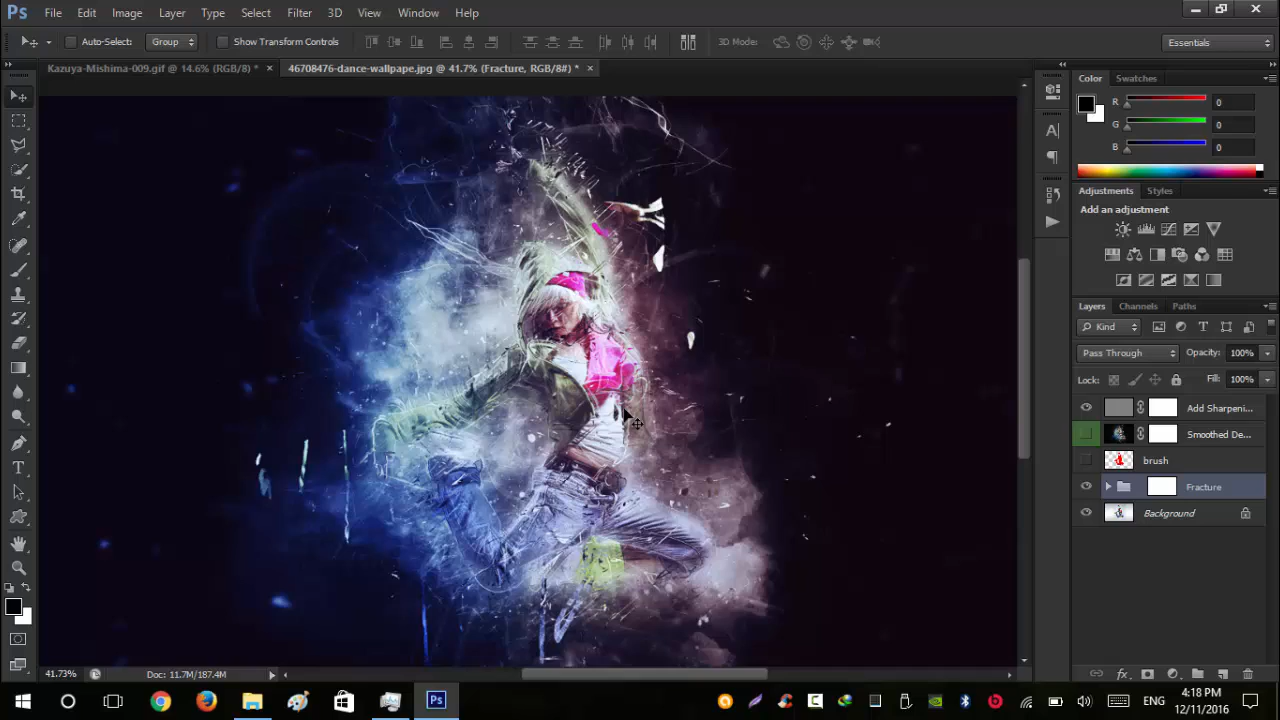 Ps File Edit Image Layer Type Select Filter 3D View Window Help
Auto-Select: Group Show Transform Controls 3D Mode: Essentials
Kazuya-Mishima-009.gif @ 14.6% (RGB/8) * × 46708476-dance-wallpape.jpg @ 41.7% (Fracture, RGB/8#) * ×
Color Swatches
R 0
G 0
B 0
Adjustments Styles
Add an adjustment
Layers Channels Paths
Kind
Pass Through Opacity: 100%
Lock: Fill: 100%
Add Sharpeni...
Smoothed De...
brush
Fracture
Background
41.73% Doc: 11.7M/187.4M
Ps ENG 4:18 PM
12/11/2016